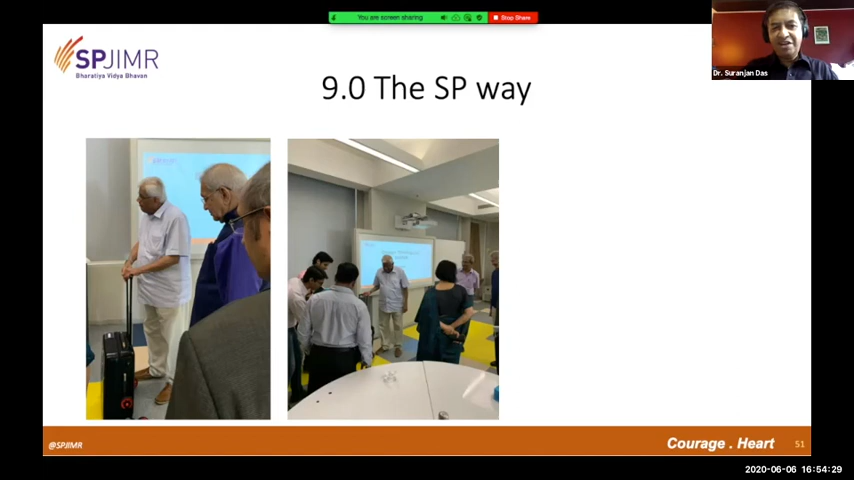 You are screen sharing
Stop Share
Dr. Suranjan Das
SPJIMR
Bharatiya Vidya Bhavan
9.0 The SP way
@SPJIMR
Courage . Heart
51
2020-06-06 16:54:29